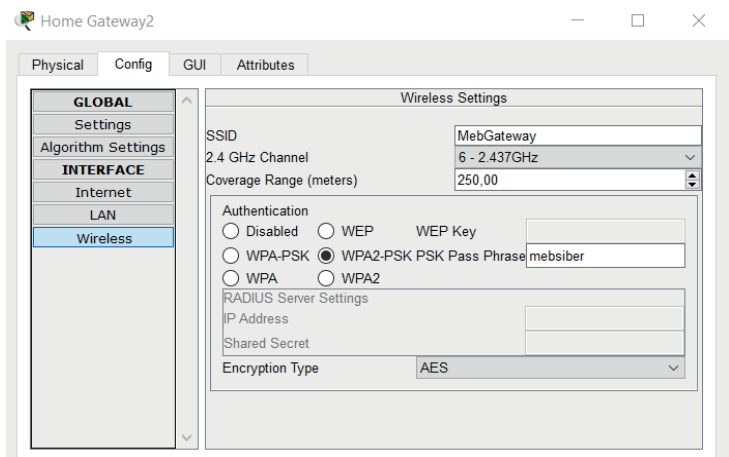 Home Gateway2
Physical Config GUI Attributes
GLOBAL
Settings
Algorithm Settings
INTERFACE
Internet
LAN
Wireless
Wireless Settings
SSID MebGateway
2.4 GHz Channel 6 - 2.437GHz
Coverage Range (meters) 250,00
Authentication
Disabled WEP WEP Key
WPA-PSK WPA2-PSK PSK Pass Phrase mebsiber
WPA WPA2
RADIUS Server Settings
IP Address
Shared Secret
Encryption Type AES